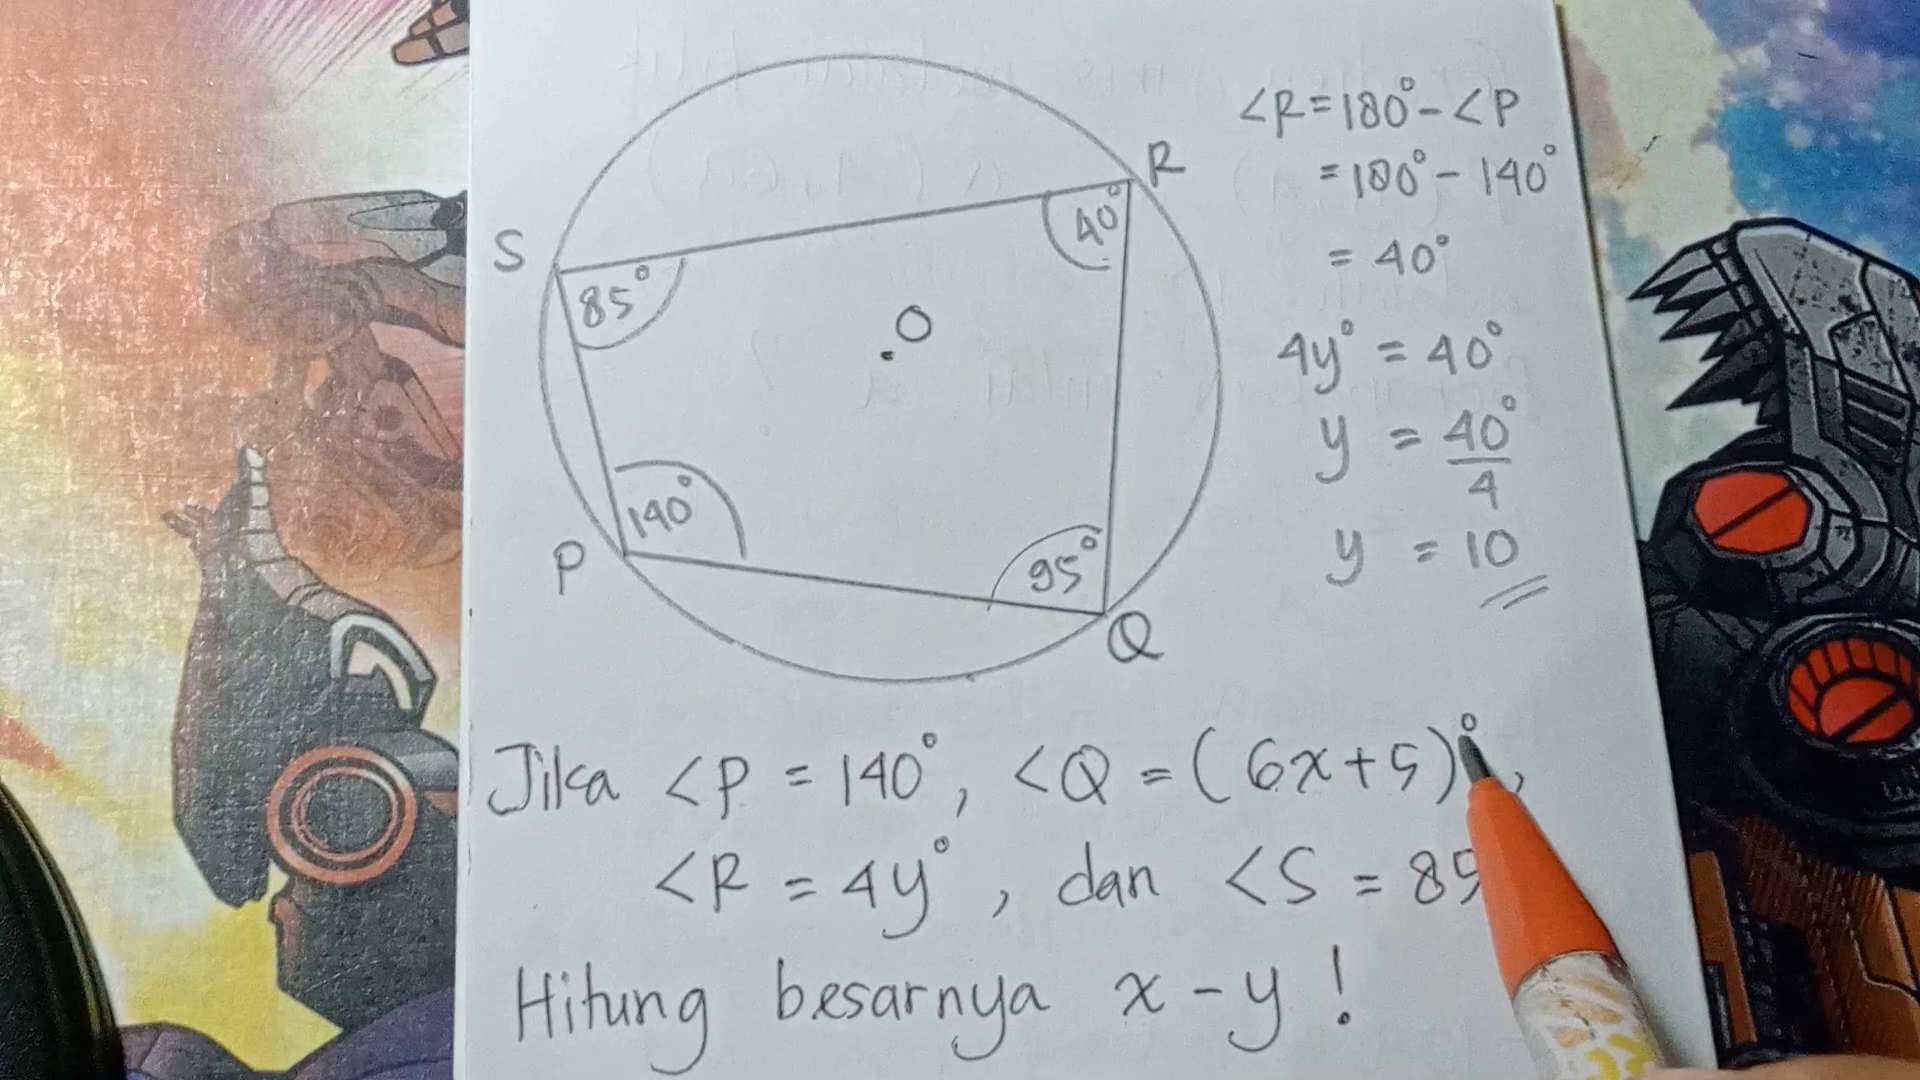 S
R
P
Q
O
85°
40°
140°
95°
<R = 180° - <P
= 180° - 140°
= 40°
4y° = 40°
y = 40°/4
y = 10
Jika <P = 140°, <Q = (6x+5)°,
<R = 4y°, dan <S = 85
Hitung besarnya x - y !